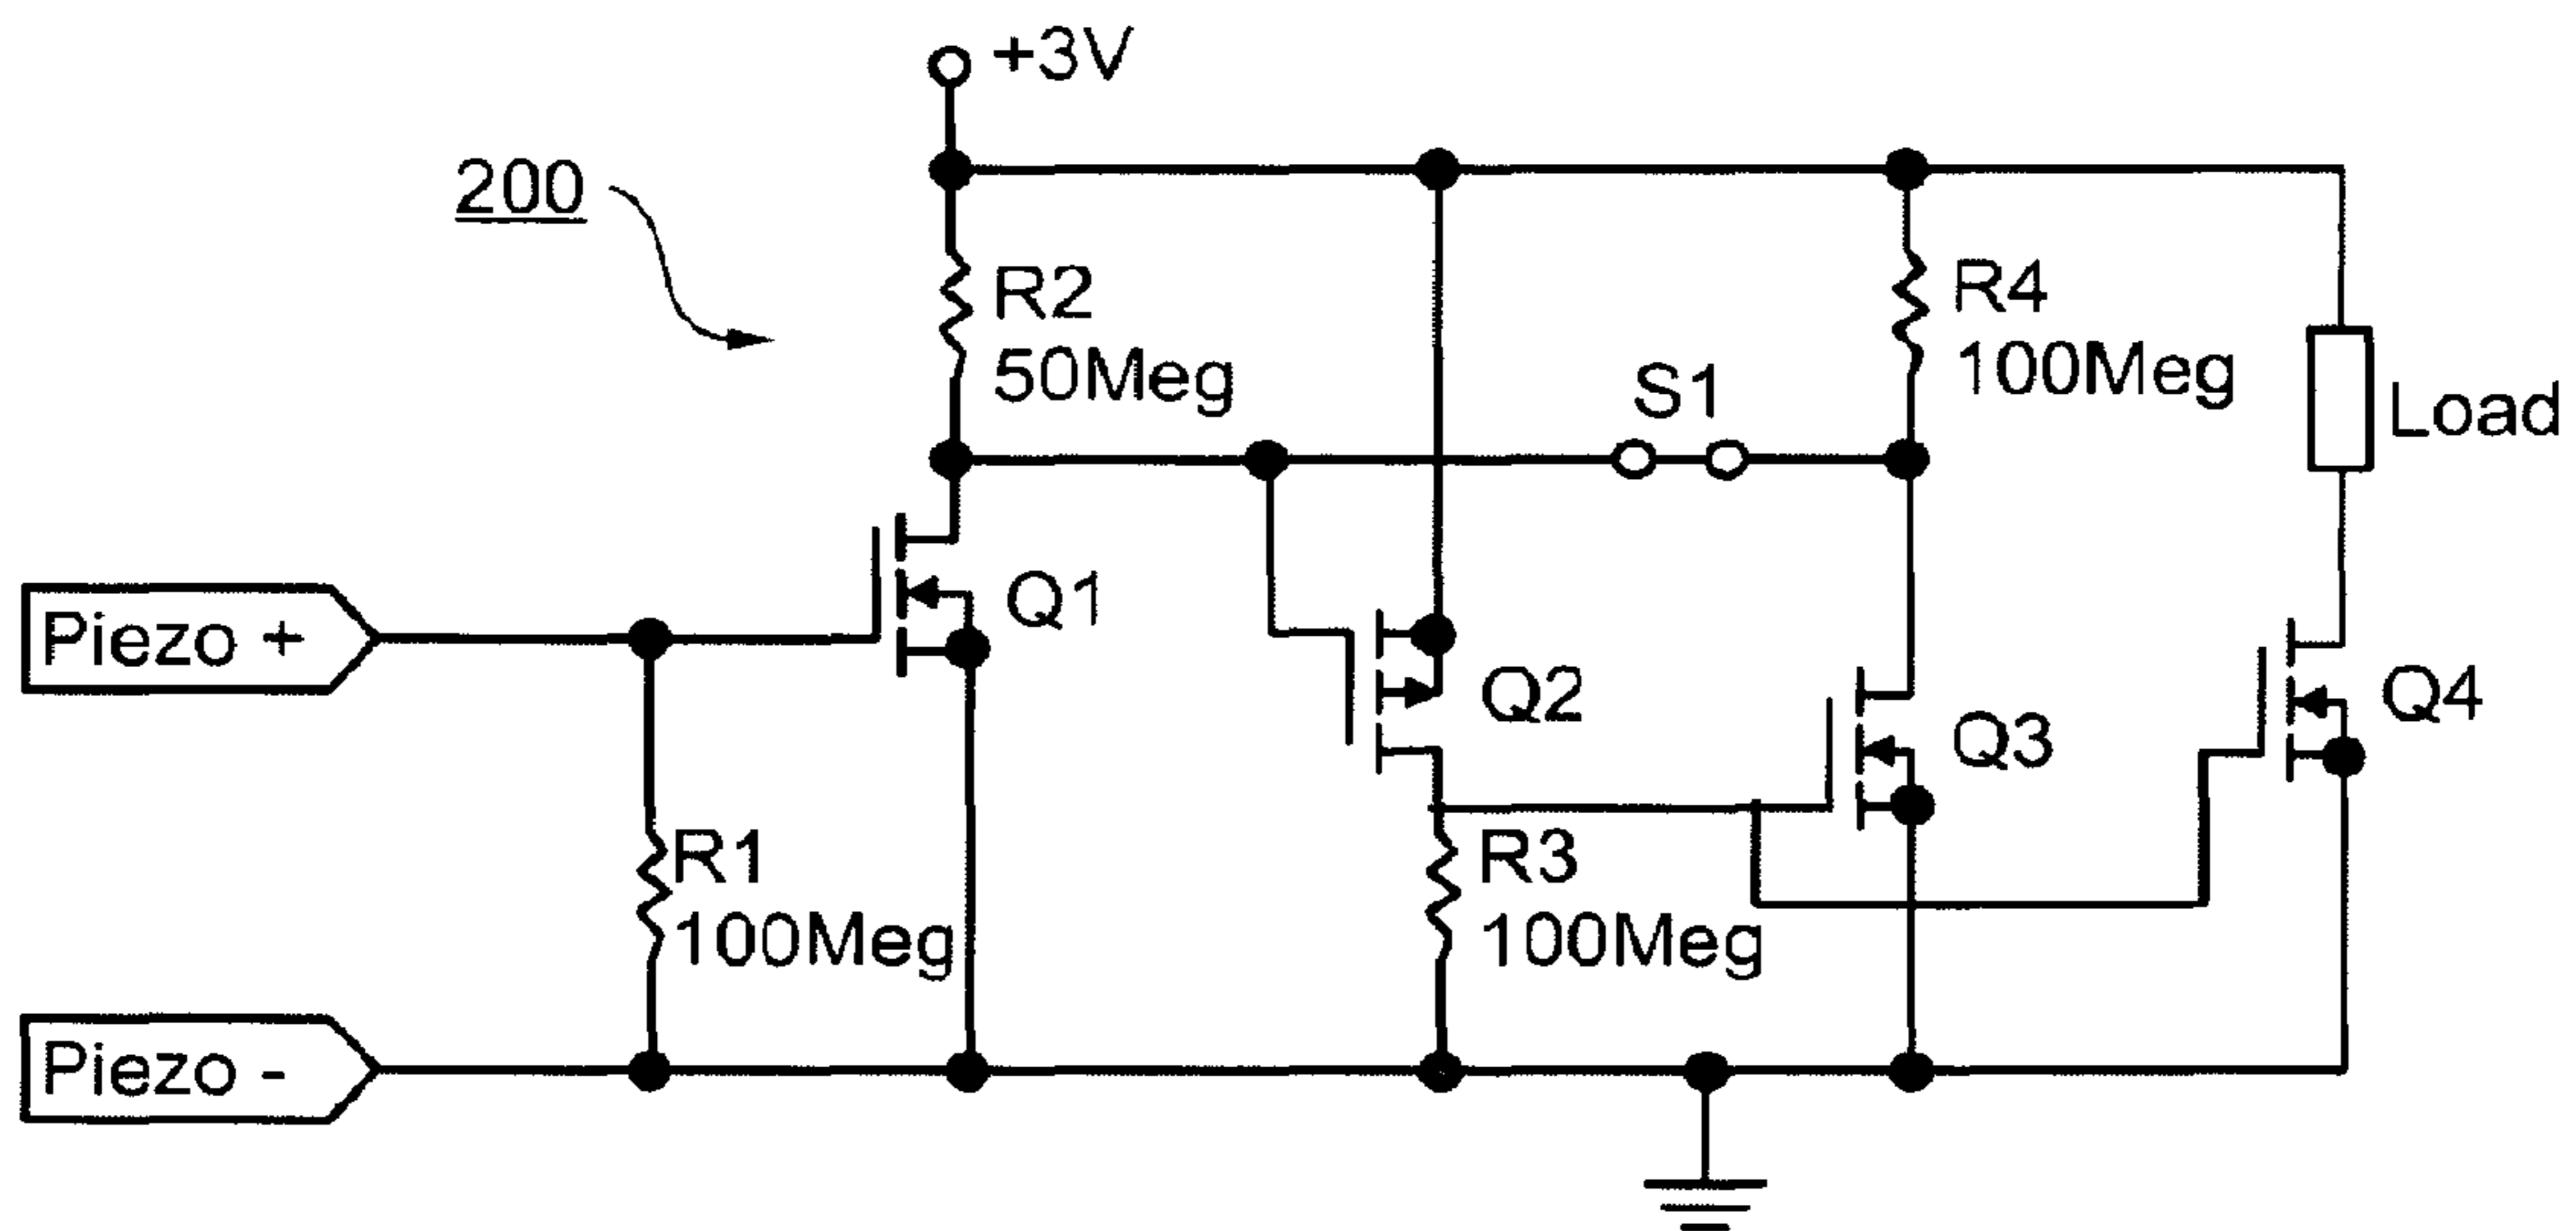 +3V
200
R2
50Meg
R4
100Meg
S1
Load
Piezo +
Q1
Q2
Q3
Q4
R1
100Meg
R3
100Meg
Piezo -